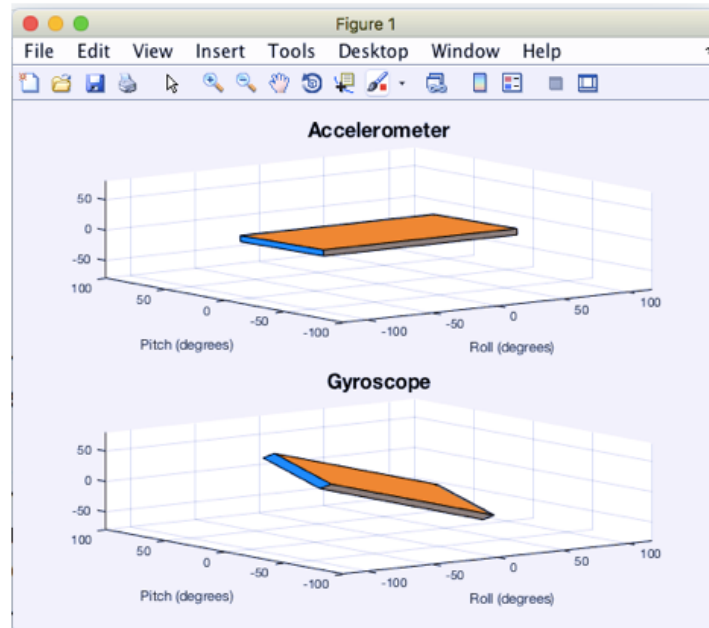 Figure 1
File Edit View Insert Tools Desktop Window Help
Accelerometer
50
0
-50
100 50 0 -50 -100 -100 -50 0 50 100
Pitch (degrees) Roll (degrees)
Gyroscope
50
0
-50
100 50 0 -50 -100 -100 -50 0 50 100
Pitch (degrees) Roll (degrees)